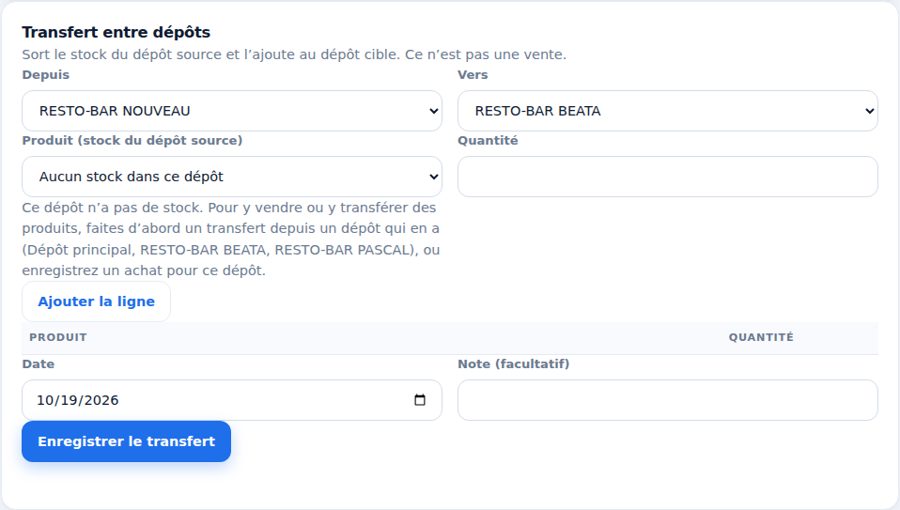 Transfert entre dépôts
Sort le stock du dépôt source et l’ajoute au dépôt cible. Ce n’est pas une vente.
Depuis
Vers
RESTO-BAR NOUVEAU
RESTO-BAR BEATA
Produit (stock du dépôt source)
Quantité
Aucun stock dans ce dépôt
Ce dépôt n’a pas de stock. Pour y vendre ou y transférer des
produits, faites d’abord un transfert depuis un dépôt qui en a
(Dépôt principal, RESTO-BAR BEATA, RESTO-BAR PASCAL), ou
enregistrez un achat pour ce dépôt.
Ajouter la ligne
PRODUIT
QUANTITÉ
Date
Note (facultatif)
10/19/2026
Enregistrer le transfert